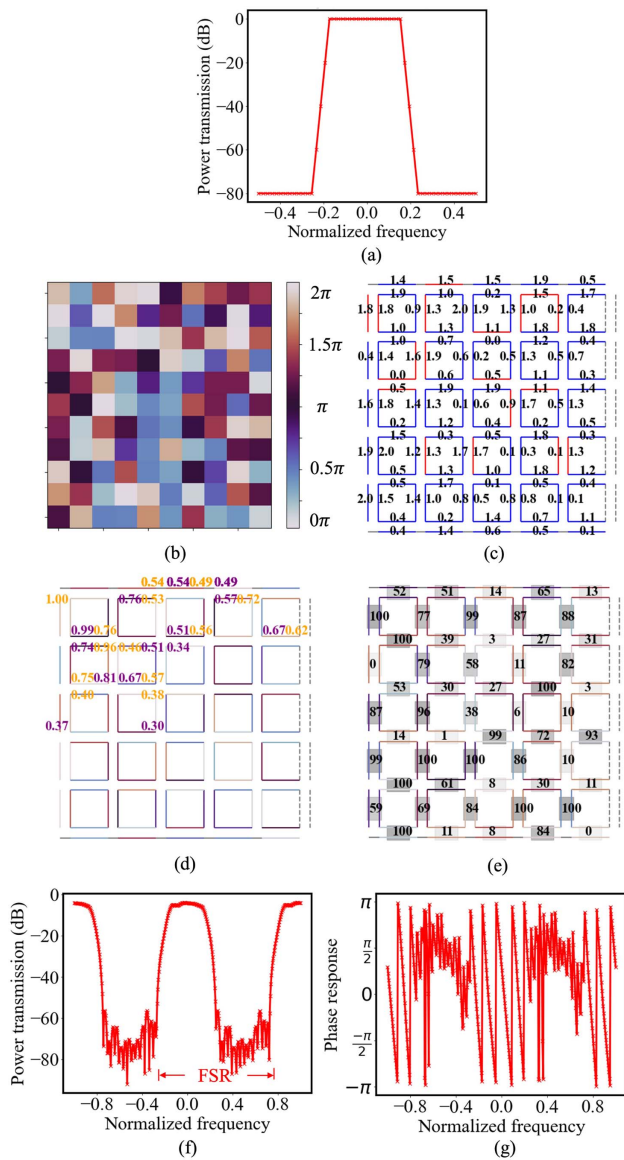 Power transmission (dB)
0
−20
−40
−60
−80
−0.4 −0.2 0.0 0.2 0.4
Normalized frequency
(a)
2π
1.5π
π
0.5π
0π
(b)
1.4 1.5 1.5 1.9 0.5
1.9 1.0 0.2 1.5 1.7
1.8 1.8 0.9 1.3 2.0 1.9 1.3 1.0 0.2 0.4
1.0 1.3 1.1 1.8 1.8
1.0 0.7 0.0 1.2 0.4
0.4 1.4 1.6 1.9 0.6 0.2 0.5 1.3 0.5 0.7
0.0 0.6 0.5 1.8 0.3
0.5 1.9 1.9 1.1 1.4
1.6 1.8 1.4 1.3 0.1 0.6 0.9 1.7 0.5 1.3
0.2 1.2 0.4 0.2 0.5
1.5 0.3 0.5 1.8 0.3
1.9 2.0 1.2 1.3 1.7 1.7 0.1 0.3 0.1 1.3
0.5 1.3 1.0 1.8 1.2
0.5 1.7 0.1 0.5 0.4
2.0 1.5 1.4 1.0 0.8 0.5 0.8 0.8 0.1 0.1
0.4 0.2 1.4 0.7 1.1
0.4 1.4 0.6 0.5 0.1
(c)
0.54 0.54 0.49 0.49
1.00 0.76 0.53 0.57 0.72
0.99 0.76 0.51 0.56 0.67 0.62
0.74 0.96 0.46 0.51 0.34
0.75 0.81 0.67 0.57
0.40 0.38
0.37 0.30
(d)
52 51 14 65 13
100 77 99 87 88
100 39 3 27 31
0 79 58 11 82
53 30 27 100 3
87 96 38 6 10
14 1 99 72 93
99 100 100 86 10
100 61 8 30 11
59 69 84 100 100
100 11 8 84 0
(e)
Power transmission (dB)
0
−20
−40
−60
−80
FSR
−0.8 −0.4 0.0 0.4 0.8
Normalized frequency
(f)
Phase response
π
π/2
0
−π/2
−π
−0.8 −0.4 0.0 0.4 0.8
Normalized frequency
(g)